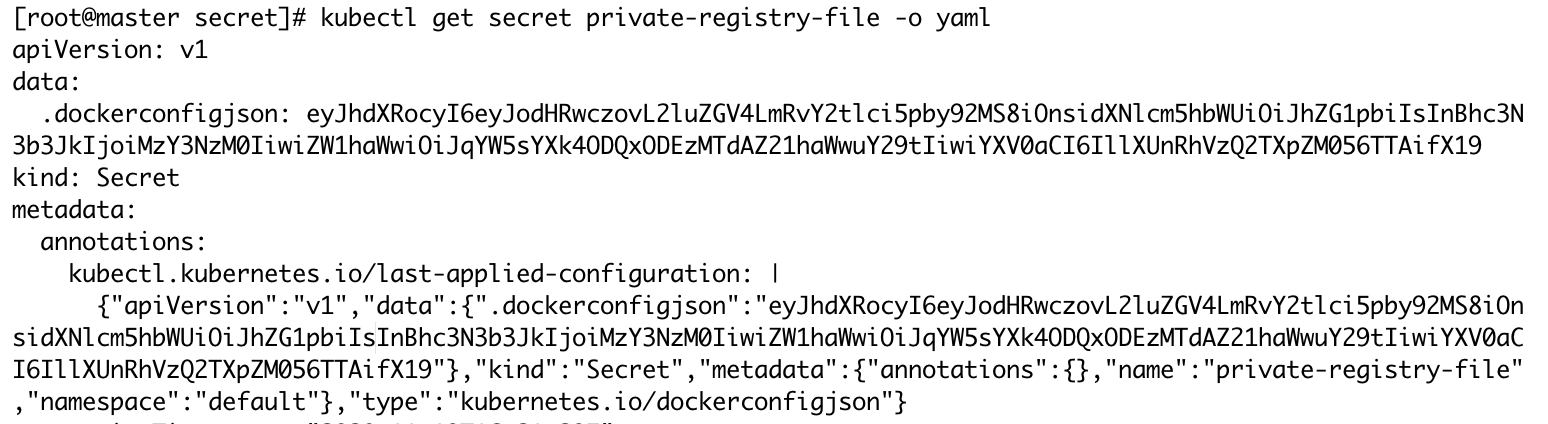 [root@master secret]# kubectl get secret private-registry-file -o yaml
apiVersion: v1
data:
  .dockerconfigjson: eyJhdXRocyI6eyJodHRwczovL2luZGV4LmRvY2tlci5pby92MS8iOnsidXNlcm5hbWUiOiJhZG1pbiIsInBhc3N
3b3JkIjoiMzY3NzM0IiwiZW1haWwiOiJqYW5sYXk4ODQxODEzMTdAZ21haWwuY29tIiwiYXV0aCI6IllXUnRhVzQ2TXpZM056TTAifX19
kind: Secret
metadata:
  annotations:
    kubectl.kubernetes.io/last-applied-configuration: |
      {"apiVersion":"v1","data":{".dockerconfigjson":"eyJhdXRocyI6eyJodHRwczovL2luZGV4LmRvY2tlci5pby92MS8iOn
sidXNlcm5hbWUiOiJhZG1pbiIsInBhc3N3b3JkIjoiMzY3NzM0IiwiZW1haWwiOiJqYW5sYXk4ODQxODEzMTdAZ21haWwuY29tIiwiYXV0aC
I6IllXUnRhVzQ2TXpZM056TTAifX19"},"kind":"Secret","metadata":{"annotations":{},"name":"private-registry-file"
,"namespace":"default"},"type":"kubernetes.io/dockerconfigjson"}